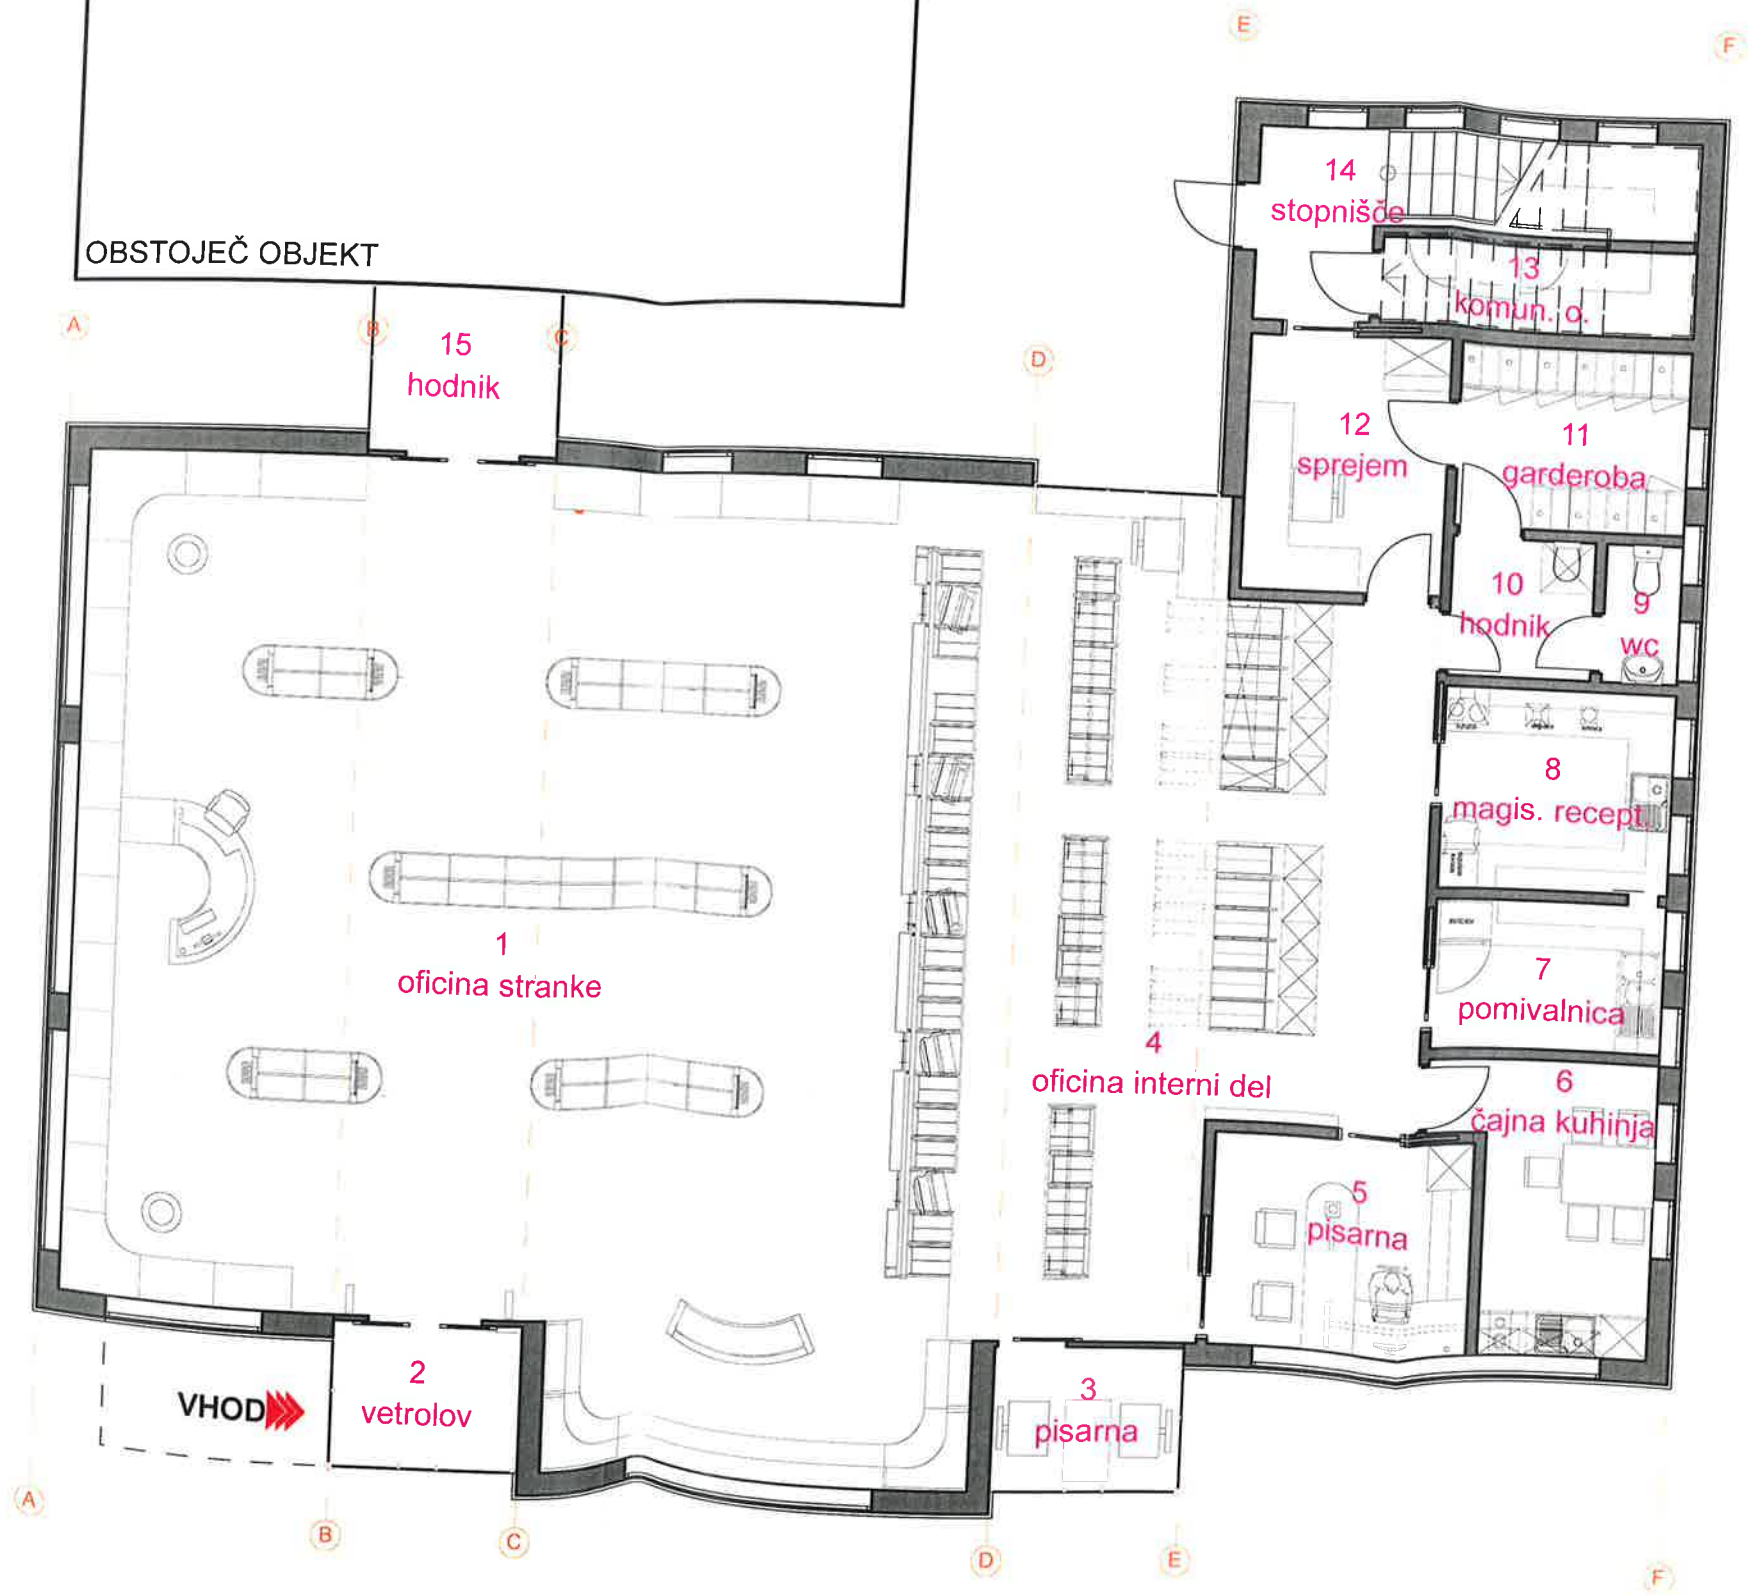 E
F
14
stopnišče
OBSTOJEČ OBJEKT
13
komun. o.
A
B
C
15
hodnik
D
12
sprejem
11
garderoba
10
hodnik
9
wc
8
magis. recept.
1
oficina stranke
7
pomivalnica
4
oficina interni del
6
čajna kuhinja
5
pisarna
2
vetrolov
VHOD
3
pisarna
A
B
C
D
E
F